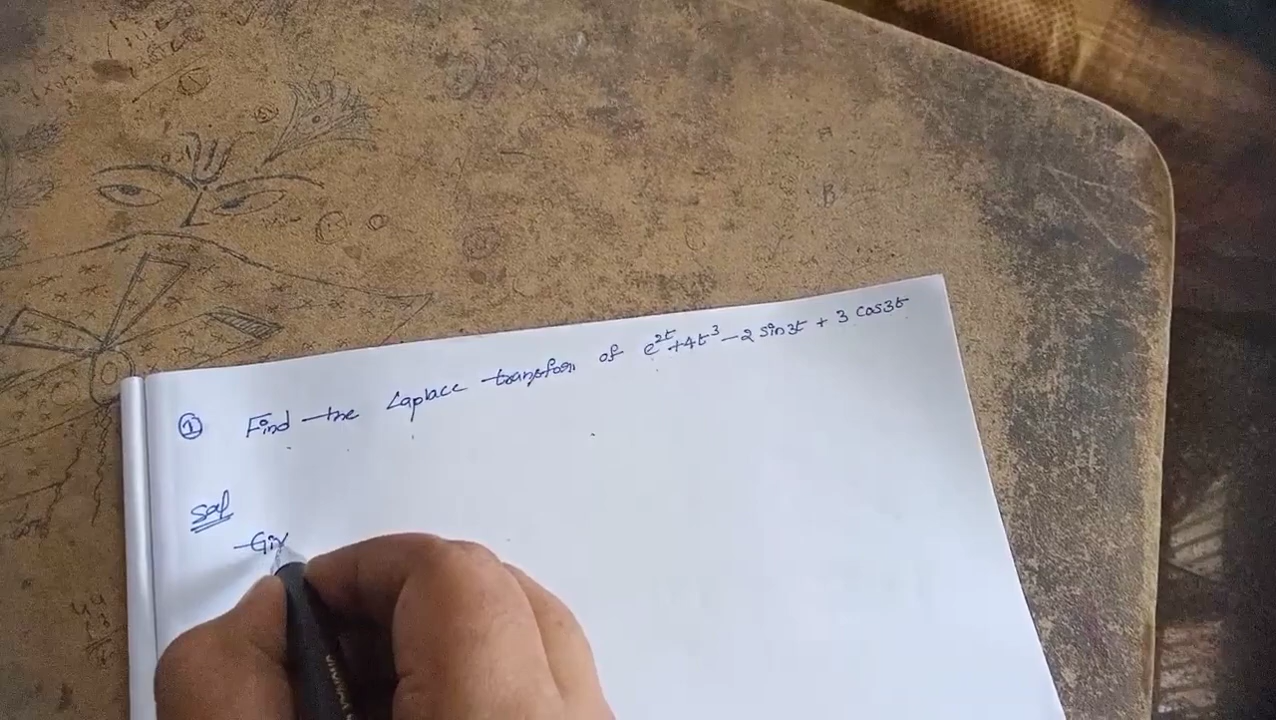 ① Find the Laplace transform of e^{2t}+4t^3-2 sin3t + 3 cos3t
Sol
Giv